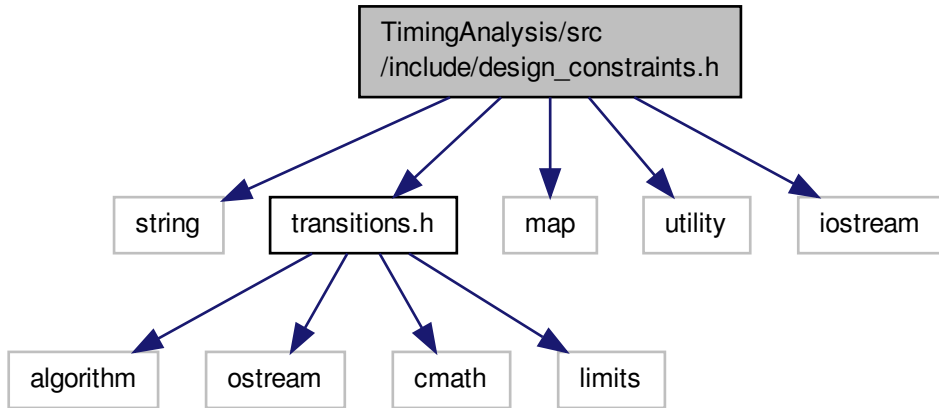 TimingAnalysis/src
/include/design_constraints.h
string
transitions.h
map
utility
iostream
algorithm
ostream
cmath
limits